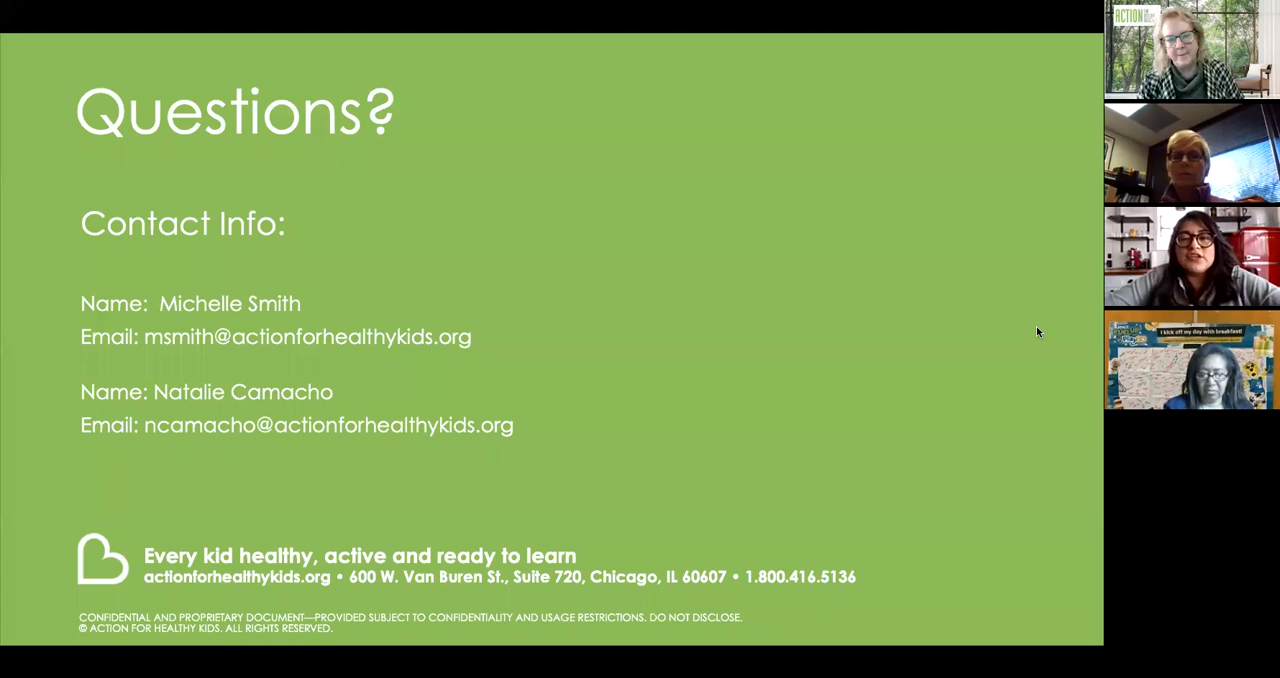 Questions?
Contact Info:
Name:  Michelle Smith
Email: msmith@actionforhealthykids.org
Name: Natalie Camacho
Email: ncamacho@actionforhealthykids.org
Every kid healthy, active and ready to learn
actionforhealthykids.org • 600 W. Van Buren St., Suite 720, Chicago, IL 60607 • 1.800.416.5136
CONFIDENTIAL AND PROPRIETARY DOCUMENT—PROVIDED SUBJECT TO CONFIDENTIALITY AND USAGE RESTRICTIONS. DO NOT DISCLOSE.
© ACTION FOR HEALTHY KIDS. ALL RIGHTS RESERVED.
ACTION
I kick off my day with breakfast!